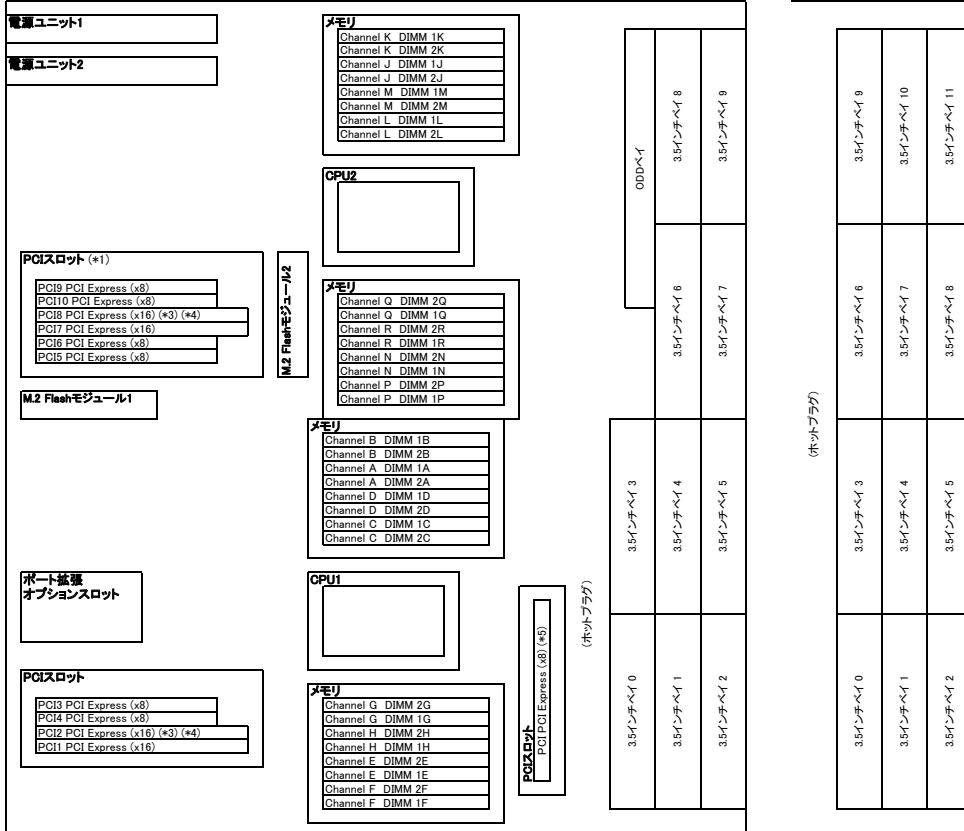 電源ユニット1
電源ユニット2
メモリ
Channel K DIMM 1K
Channel K DIMM 2K
Channel J DIMM 1J
Channel J DIMM 2J
Channel M DIMM 1M
Channel M DIMM 2M
Channel L DIMM 1L
Channel L DIMM 2L
CPU2
PCIスロット (*1)
PCI9 PCI Express (x8)
PCI10 PCI Express (x8)
PCI8 PCI Express (x16) (*3) (*4)
PCI7 PCI Express (x16)
PCI6 PCI Express (x8)
PCI5 PCI Express (x8)
M.2 Flashモジュール2
M.2 Flashモジュール1
メモリ
Channel Q DIMM 2Q
Channel Q DIMM 1Q
Channel R DIMM 2R
Channel R DIMM 1R
Channel N DIMM 2N
Channel N DIMM 1N
Channel P DIMM 2P
Channel P DIMM 1P
メモリ
Channel B DIMM 1B
Channel B DIMM 2B
Channel A DIMM 1A
Channel A DIMM 2A
Channel D DIMM 1D
Channel D DIMM 2D
Channel C DIMM 1C
Channel C DIMM 2C
ポート拡張
オプションスロット
CPU1
PCIスロット
PCI3 PCI Express (x8)
PCI4 PCI Express (x8)
PCI2 PCI Express (x16) (*3) (*4)
PCI1 PCI Express (x16)
メモリ
Channel G DIMM 2G
Channel G DIMM 1G
Channel H DIMM 2H
Channel H DIMM 1H
Channel E DIMM 2E
Channel E DIMM 1E
Channel F DIMM 2F
Channel F DIMM 1F
PCIスロット
PCI PCI Express (x8) (*5)
(ホットプラグ)
ODDベイ
3.5インチベイ 8
3.5インチベイ 9
3.5インチベイ 6
3.5インチベイ 7
3.5インチベイ 3
3.5インチベイ 4
3.5インチベイ 5
3.5インチベイ 0
3.5インチベイ 1
3.5インチベイ 2
(ホットプラグ)
3.5インチベイ 9
3.5インチベイ 10
3.5インチベイ 11
3.5インチベイ 6
3.5インチベイ 7
3.5インチベイ 8
3.5インチベイ 3
3.5インチベイ 4
3.5インチベイ 5
3.5インチベイ 0
3.5インチベイ 1
3.5インチベイ 2